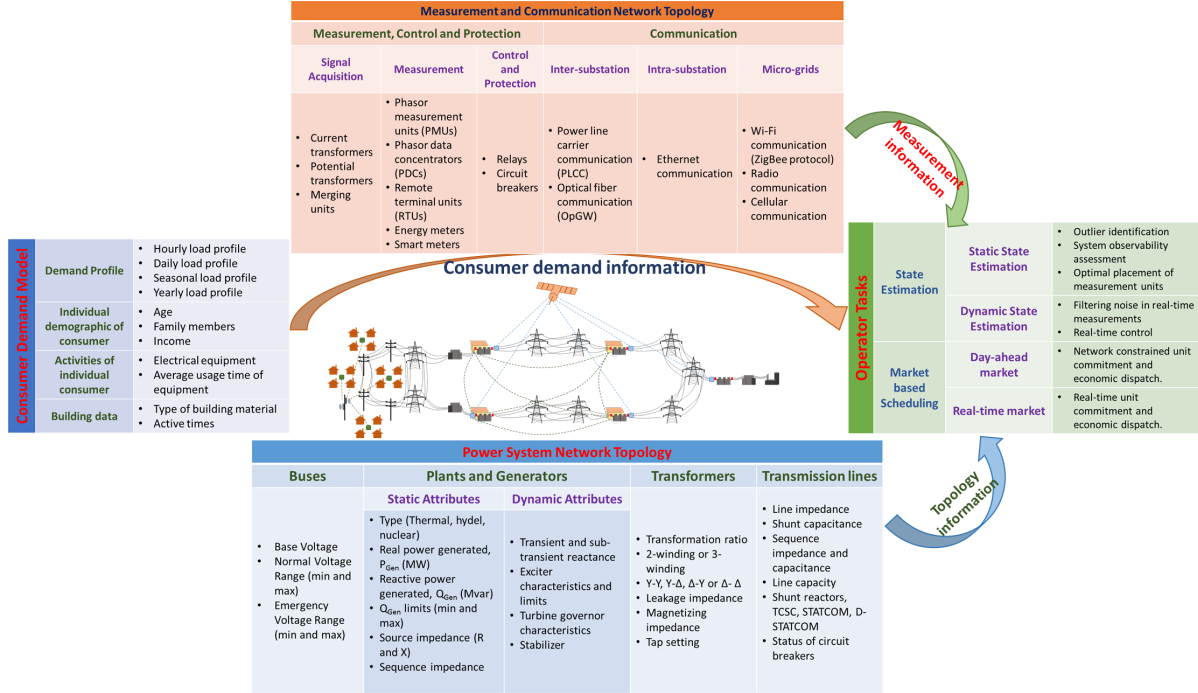 Measurement and Communication Network Topology
Measurement, Control and Protection
Communication
Signal
Acquisition
Measurement
Control
and
Protection
Inter-substation
Intra-substation
Micro-grids
• Current
transformers
• Potential
transformers
• Merging
units
• Phasor
measurement
units (PMUs)
• Phasor data
concentrators
(PDCs)
• Remote
terminal units
(RTUs)
• Energy meters
• Smart meters
• Relays
• Circuit
breakers
• Power line
carrier
communication
(PLCC)
• Optical fiber
communication
(OpGW)
• Ethernet
communication
• Wi-Fi
communication
(ZigBee protocol)
• Radio
communication
• Cellular
communication
Measurement
information
Consumer Demand Model
Demand Profile
• Hourly load profile
• Daily load profile
• Seasonal load profile
• Yearly load profile
Individual
demographic of
consumer
• Age
• Family members
• Income
Activities of
individual
consumer
• Electrical equipment
• Average usage time of
equipment
Building data
• Type of building material
• Active times
Consumer demand information
Operator Tasks
State
Estimation
Static State
Estimation
• Outlier identification
• System observability
assessment
• Optimal placement of
measurement units
Dynamic State
Estimation
• Filtering noise in real-time
measurements
• Real-time control
Market
based
Scheduling
Day-ahead
market
• Network constrained unit
commitment and
economic dispatch.
Real-time market
• Real-time unit
commitment and
economic dispatch.
Power System Network Topology
Buses
Plants and Generators
Transformers
Transmission lines
Static Attributes
Dynamic Attributes
• Base Voltage
• Normal Voltage
Range (min and
max)
• Emergency
Voltage Range
(min and max)
• Type (Thermal, hydel,
nuclear)
• Real power generated,
PGen (MW)
• Reactive power
generated, QGen (Mvar)
• QGen limits (min and
max)
• Source impedance (R
and X)
• Sequence impedance
• Transient and sub-
transient reactance
• Exciter
characteristics and
limits
• Turbine governor
characteristics
• Stabilizer
• Transformation ratio
• 2-winding or 3-
winding
• Y-Y, Y-Δ, Δ-Y or Δ- Δ
• Leakage impedance
• Magnetizing
impedance
• Tap setting
• Line impedance
• Shunt capacitance
• Sequence
impedance and
capacitance
• Line capacity
• Shunt reactors,
TCSC, STATCOM, D-
STATCOM
• Status of circuit
breakers
Topology
information